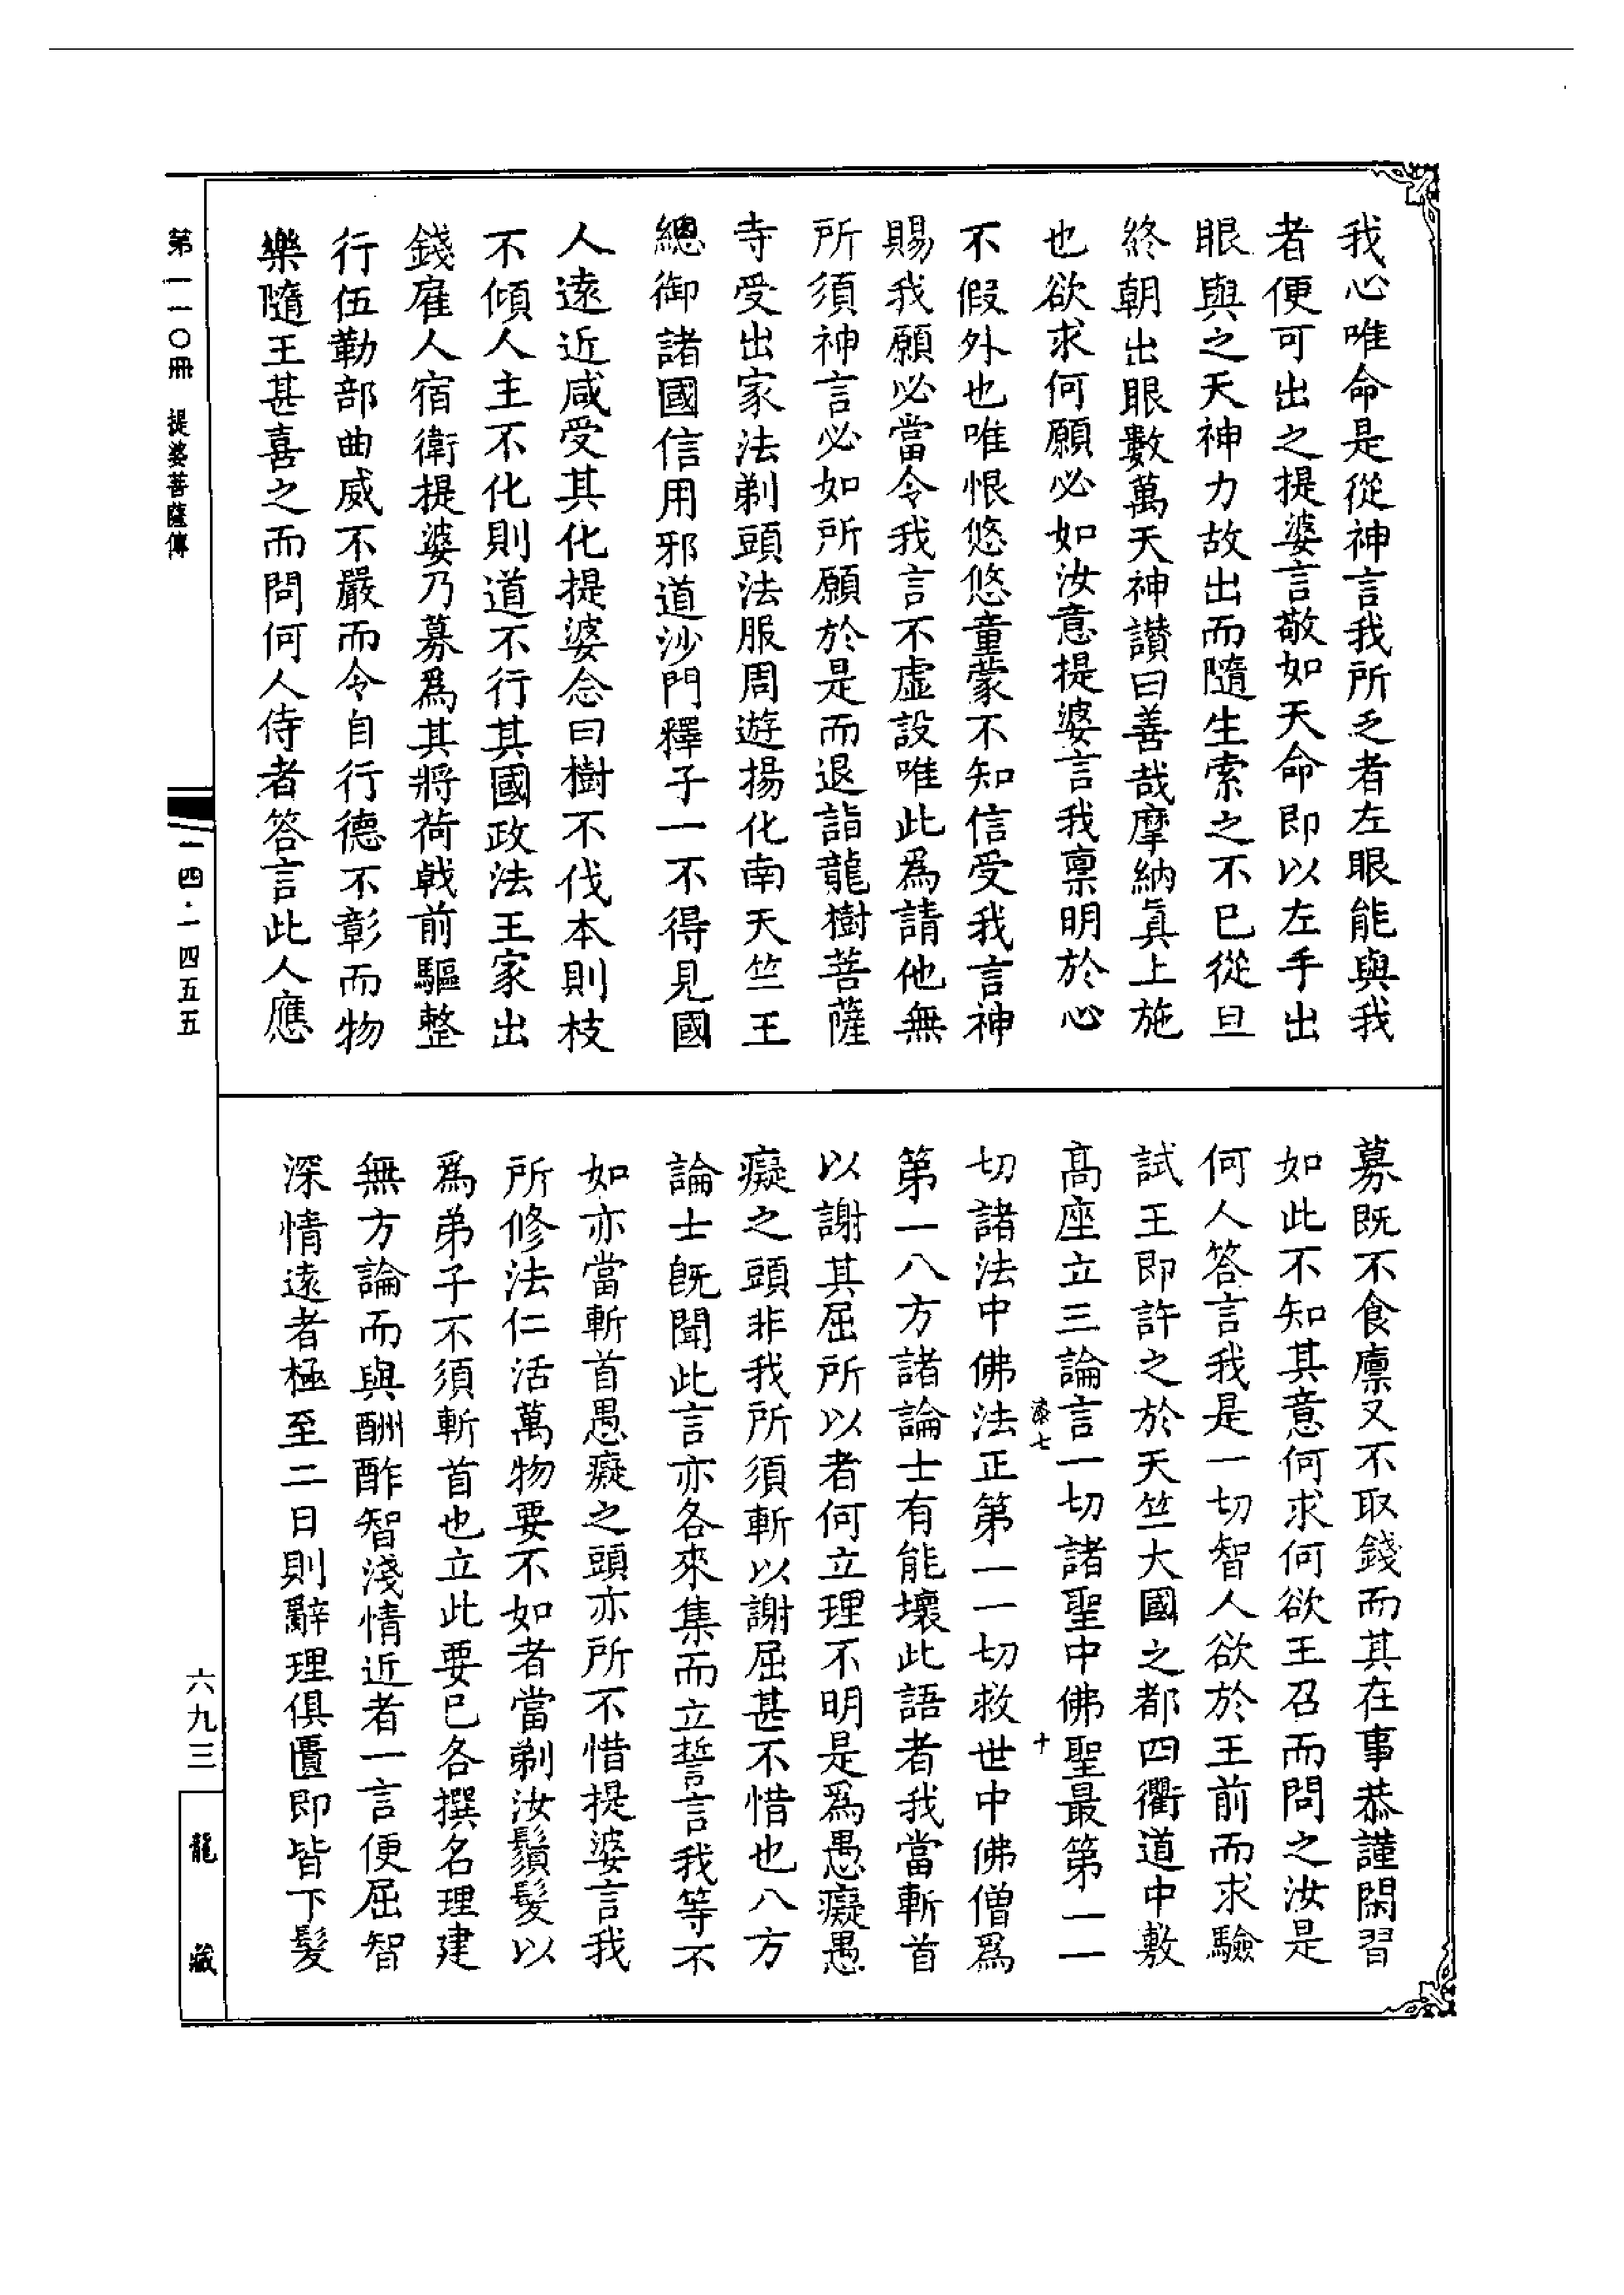 我心唯命是從神言我所乏者左眼能與我
者便可出之提婆言敬如天命即以左手出
眼與之天神力故出而隨生索之不已從旦
終朝出眼數萬天神讃曰善哉摩納真上施
也欲求何願必如汝意提婆言我禀明於心
不假外也唯恨悠悠童蒙不知信受我言神
賜我願必當令我言不虛設唯此爲請他無
所須神言必如所願於是而退詣龍樹菩薩
寺受出家法剃頭法服周遊揚化南天竺王
總御諸國信用邪道沙門釋子一不得見國
人遠近咸受其化提婆念曰樹不伐本則枝
不傾人主不化則道不行其國政法王家出
錢雇人宿衛提婆乃募爲其將荷戟前驅整
行伍勒部曲威不嚴而令自行德不彰而物
樂隨王甚喜之而問何人侍者答言此人應
募既不食廪又不取錢而其在事恭謹閑習
如此不知其意何求何欲王召而問之汝是
何人答言我是一切智人欲於王前而求驗
試王即許之於天竺大國之都四衢道中敷
高座立三論言一切諸聖中佛聖最第一一
切諸法中佛法正第一一切救世中佛僧爲
第一八方諸論士有能壞此語者我當斬首
以謝其屈所以者何立理不明是爲愚癡愚
癡之頭非我所須斬以謝屈甚不惜也八方
論士既聞此言亦各來集而立誓言我等不
如亦當斬首愚癡之頭亦所不惜提婆言我
所修法仁活萬物要不如者當剃汝鬚髮以
爲弟子不須斬首也立此要已各撰名理建
無方論而與酬酢智淺情近者一言便屈智
深情遠者極至二日則辭理俱匱即皆下髮
漆七
十
第一一〇冊 提婆菩薩傳
一四·一四五五
六九三
龍藏